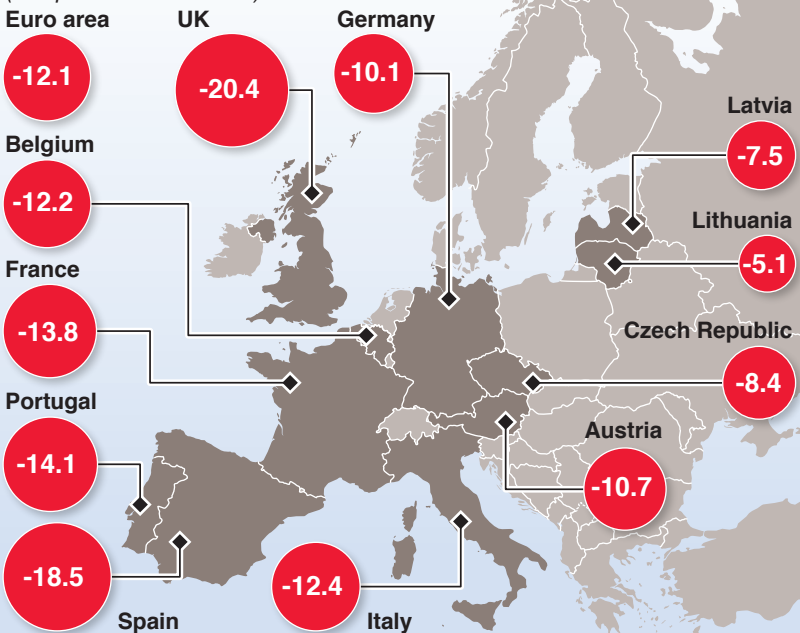 Euro area
-12.1
UK
-20.4
Germany
-10.1
Latvia
-7.5
Belgium
-12.2
Lithuania
-5.1
France
-13.8
Czech Republic
-8.4
Portugal
-14.1
Austria
-10.7
-18.5
Spain
-12.4
Italy